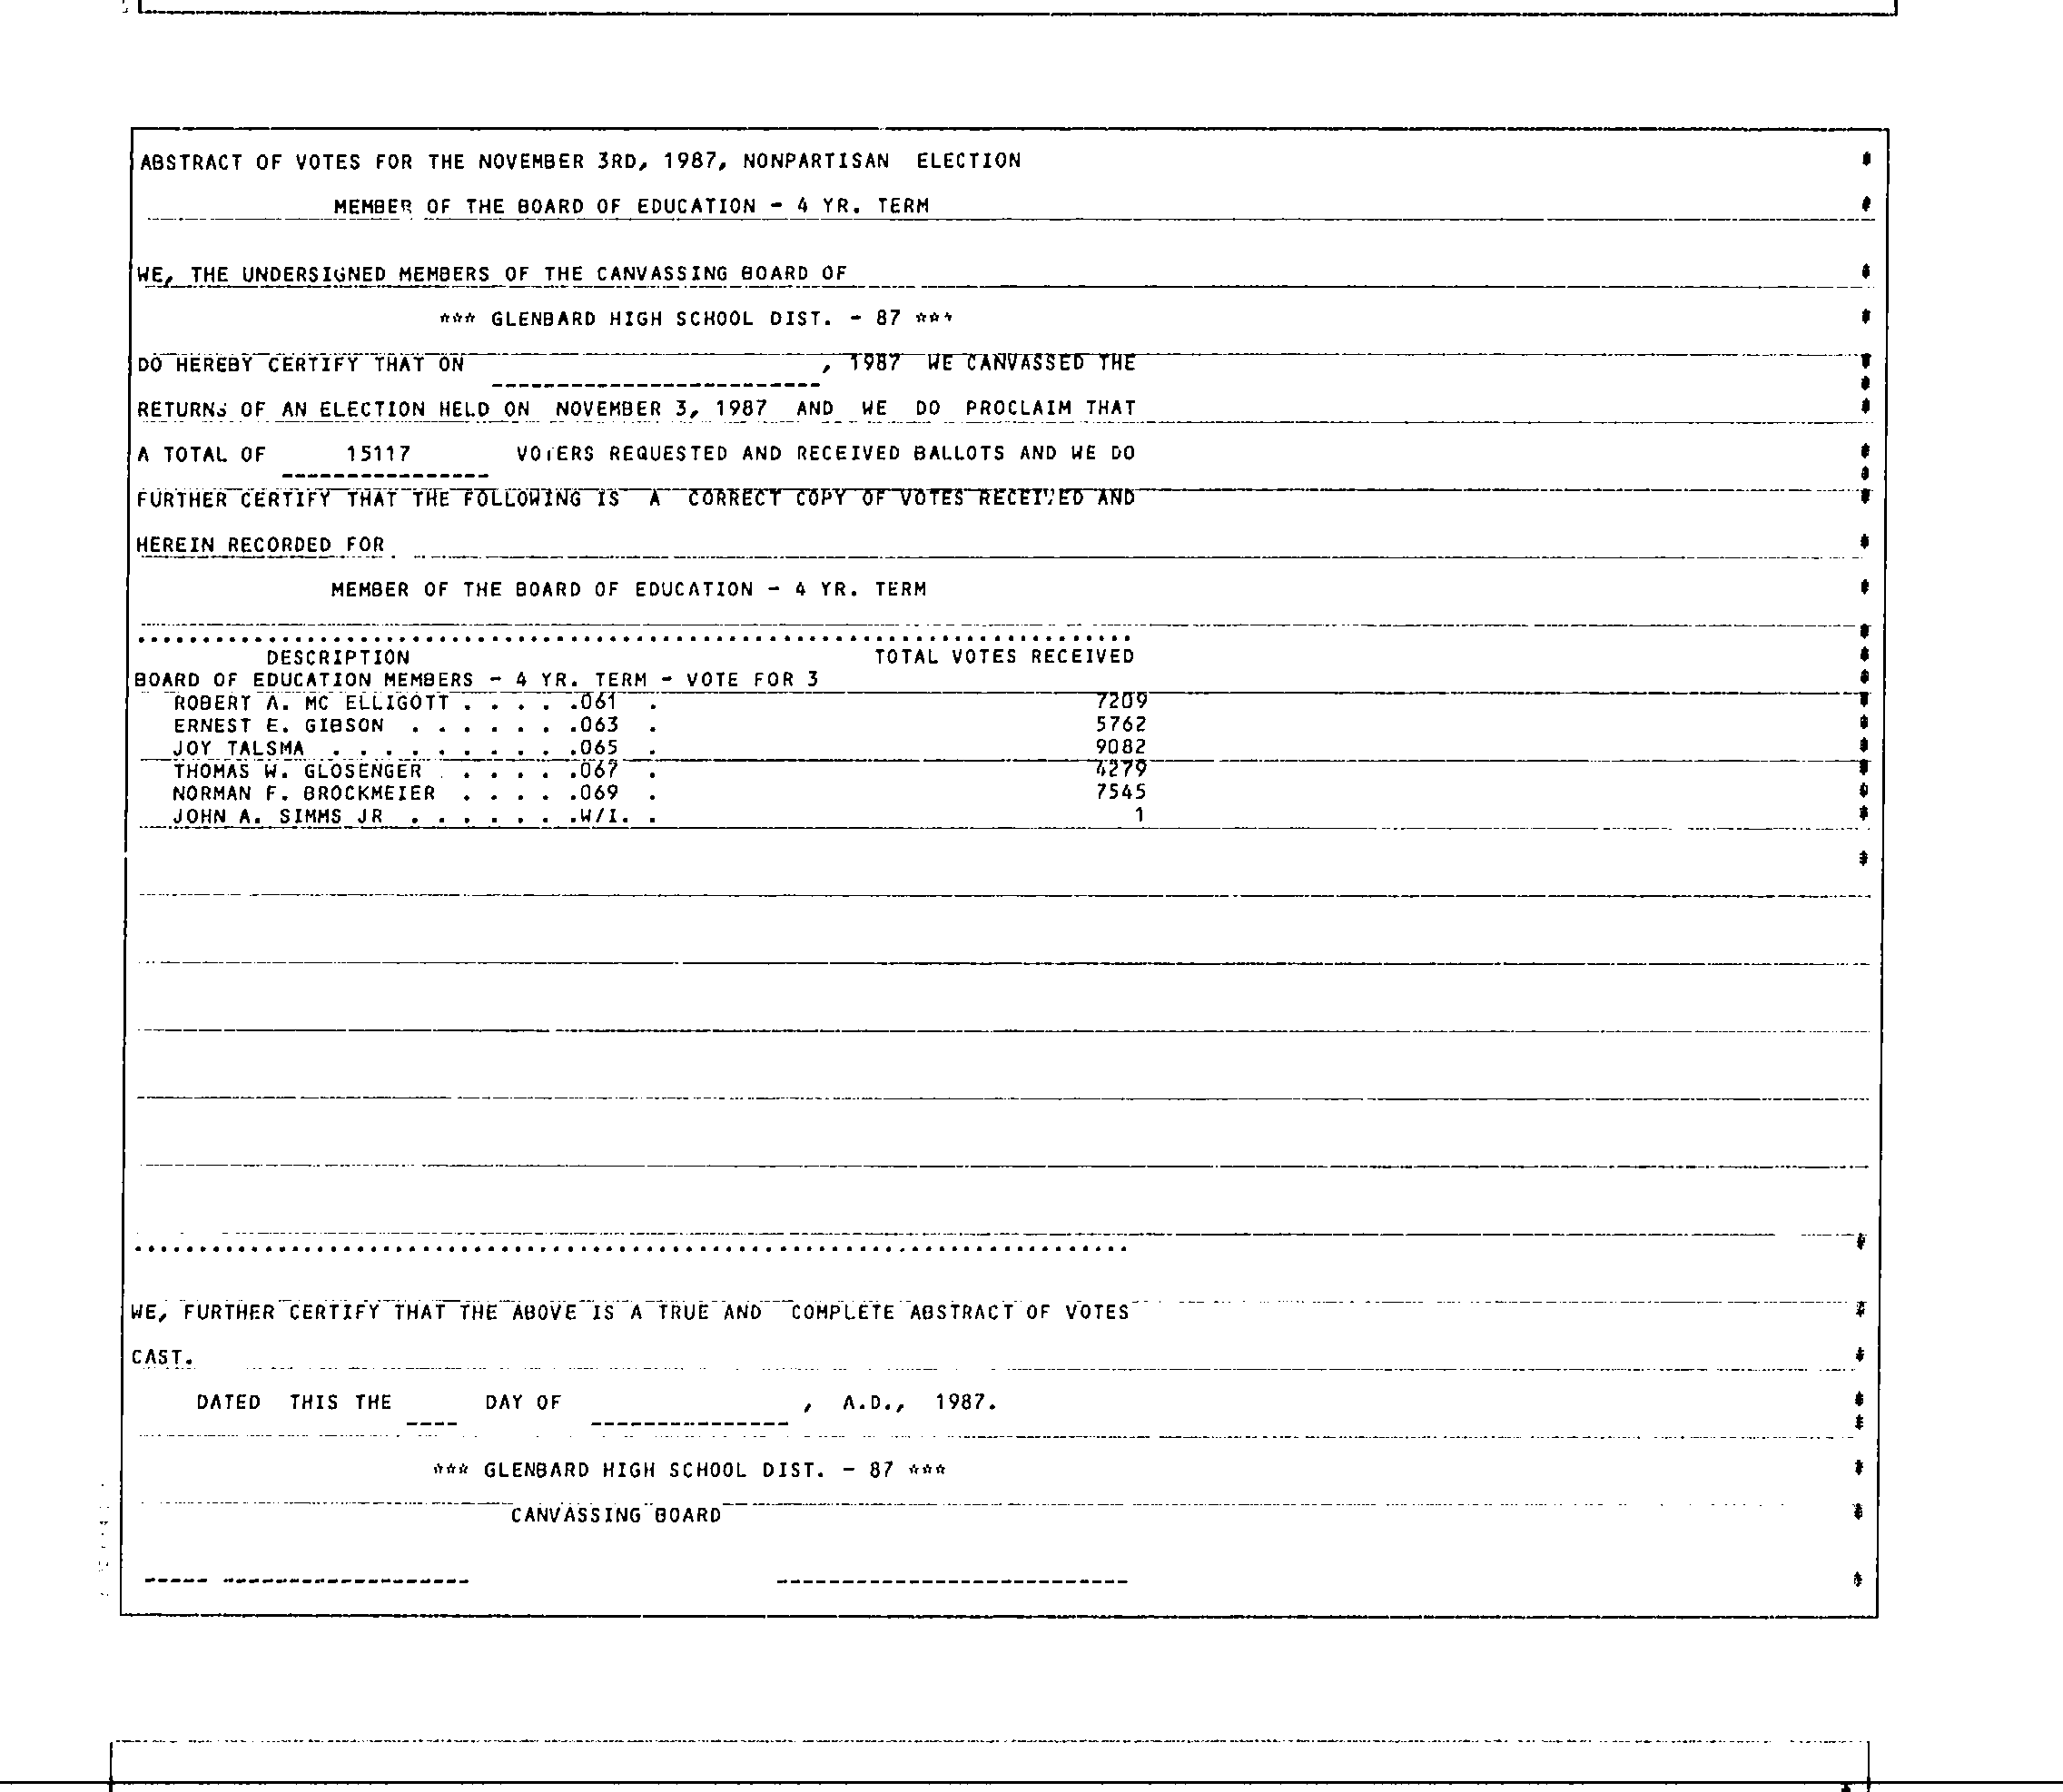 ABSTRACT OF VOTES FOR THE NOVEMBER 3RD, 1987, NONPARTISAN ELECTION
MEMBER OF THE BOARD OF EDUCATION - 4 YR. TERM
WE, THE UNDERSIGNED MEMBERS OF THE CANVASSING BOARD OF
*** GLENBARD HIGH SCHOOL DIST. - 87 ***
DO HEREBY CERTIFY THAT ON , 1987 WE CANVASSED THE
RETURNS OF AN ELECTION HELD ON NOVEMBER 3, 1987 AND WE DO PROCLAIM THAT
A TOTAL OF 15117 VOTERS REQUESTED AND RECEIVED BALLOTS AND WE DO
FURTHER CERTIFY THAT THE FOLLOWING IS A CORRECT COPY OF VOTES RECEIVED AND
HEREIN RECORDED FOR
MEMBER OF THE BOARD OF EDUCATION - 4 YR. TERM
DESCRIPTION TOTAL VOTES RECEIVED
BOARD OF EDUCATION MEMBERS - 4 YR. TERM - VOTE FOR 3
ROBERT A. MC ELLIGOTT . . . . .061 . 7209
ERNEST E. GIBSON . . . . . . .063 . 5762
JOY TALSMA . . . . . . . . . .065 . 9082
THOMAS W. GLOSENGER . . . . . .067 . 4279
NORMAN F. BROCKMEIER . . . . .069 . 7545
JOHN A. SIMMS JR . . . . . . .W/I. . 1
WE, FURTHER CERTIFY THAT THE ABOVE IS A TRUE AND COMPLETE ABSTRACT OF VOTES
CAST.
DATED THIS THE ---- DAY OF --------------- , A.D., 1987.
*** GLENBARD HIGH SCHOOL DIST. - 87 ***
CANVASSING BOARD